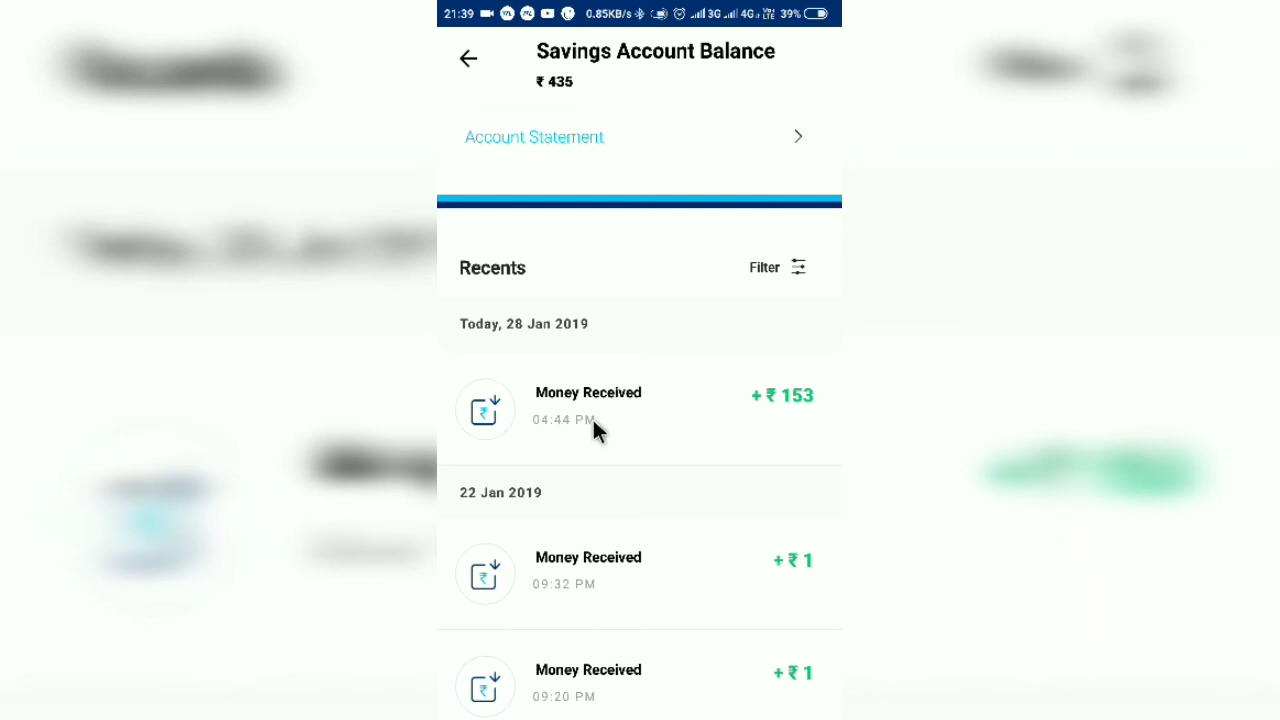 21:39 0.85KB/s 3G 4G VoLTE 39%
Savings Account Balance
₹ 435
Account Statement
Recents
Filter
Today, 28 Jan 2019
Money Received
+ ₹ 153
04:44 PM
22 Jan 2019
Money Received
+ ₹ 1
09:32 PM
Money Received
+ ₹ 1
09:20 PM